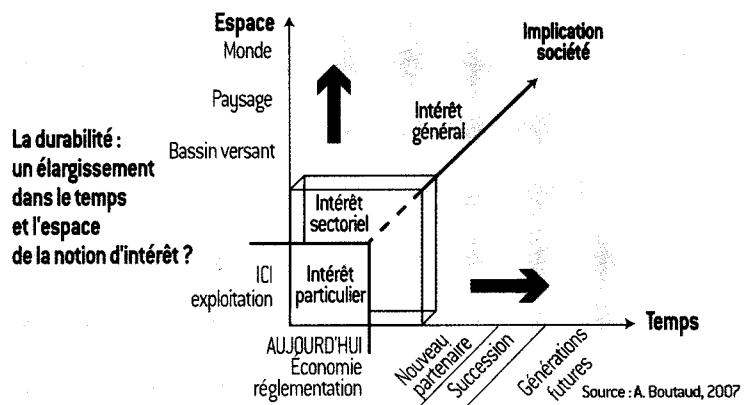 Espace
Monde
Paysage
Bassin versant
Implication
société
Intérêt
général
La durabilité :
un élargissement
dans le temps
et l'espace
de la notion d'intérêt ?
Intérêt
sectoriel
ICI
exploitation
Intérêt
particulier
Temps
AUJOURD'HUI
Économie
réglementation
Nouveau
partenaire
Succession
Générations
futures
Source : A. Boutaud, 2007